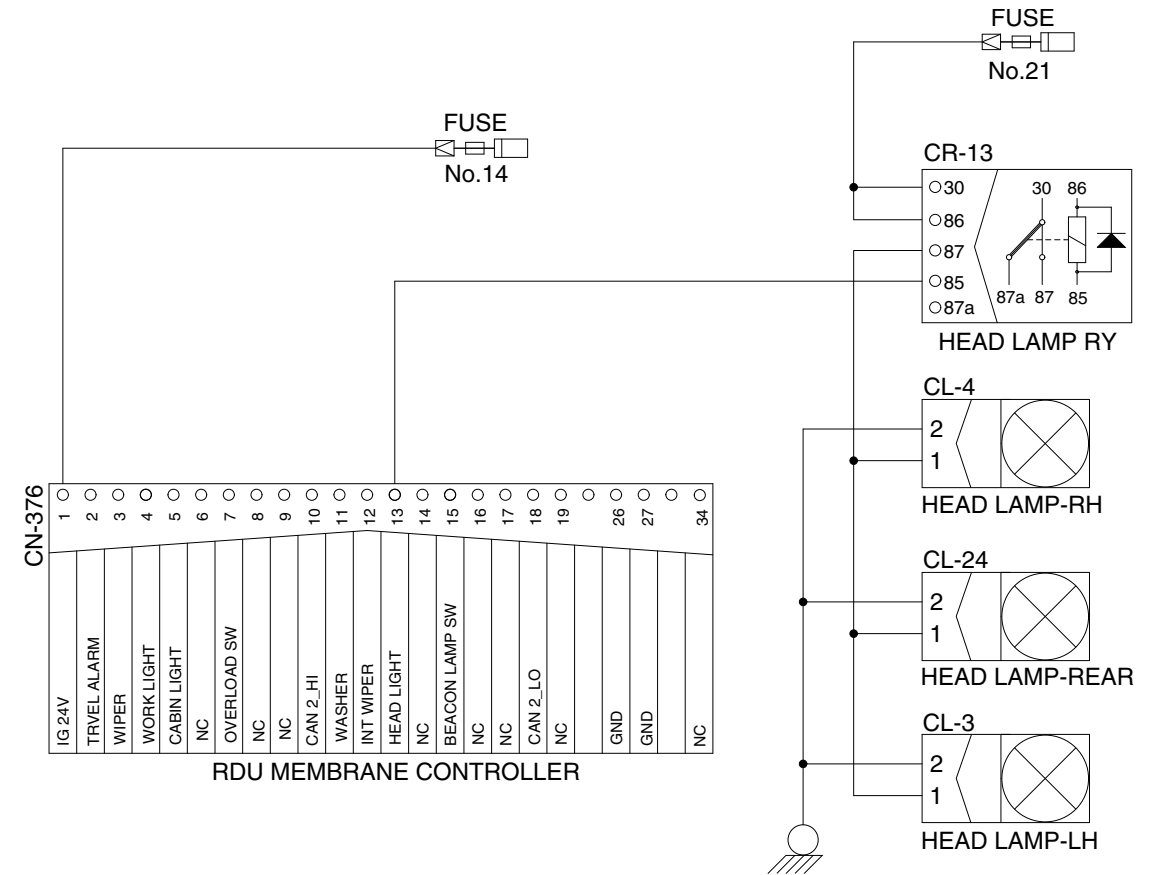 FUSE
No.21
FUSE
No.14
CR-13
30
86
87
85
87a
30 86
87a 87 85
HEAD LAMP RY
CL-4
2
1
HEAD LAMP-RH
CL-24
2
1
HEAD LAMP-REAR
CL-3
2
1
HEAD LAMP-LH
CN-376
1 2 3 4 5 6 7 8 9 10 11 12 13 14 15 16 17 18 19 26 27 34
IG 24V
TRVEL ALARM
WIPER
WORK LIGHT
CABIN LIGHT
NC
OVERLOAD SW
NC
NC
CAN 2_HI
WASHER
INT WIPER
HEAD LIGHT
NC
BEACON LAMP SW
NC
NC
CAN 2_LO
NC
GND
GND
NC
RDU MEMBRANE CONTROLLER